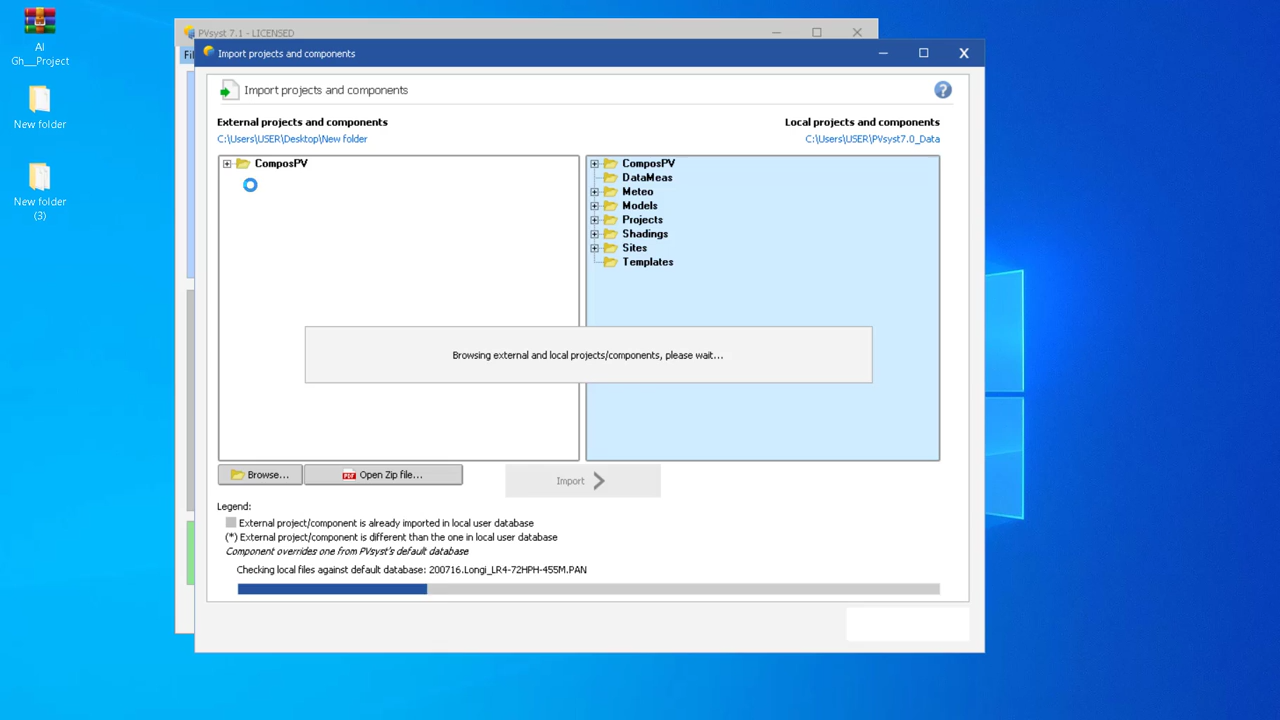 AI
Gh__Project
New folder
New folder
(3)
PVsyst 7.1 - LICENSED
Fil
Import projects and components
Import projects and components
External projects and components
Local projects and components
C:\Users\USER\Desktop\New folder
C:\Users\USER\PVsyst7.0_Data
ComposPV
ComposPV
DataMeas
Meteo
Models
Projects
Shadings
Sites
Templates
Browsing external and local projects/components, please wait...
Browse...
Open Zip file...
Import
Legend:
External project/component is already imported in local user database
(*) External project/component is different than the one in local user database
Component overrides one from PVsyst's default database
Checking local files against default database: 200716.Longi_LR4-72HPH-455M.PAN